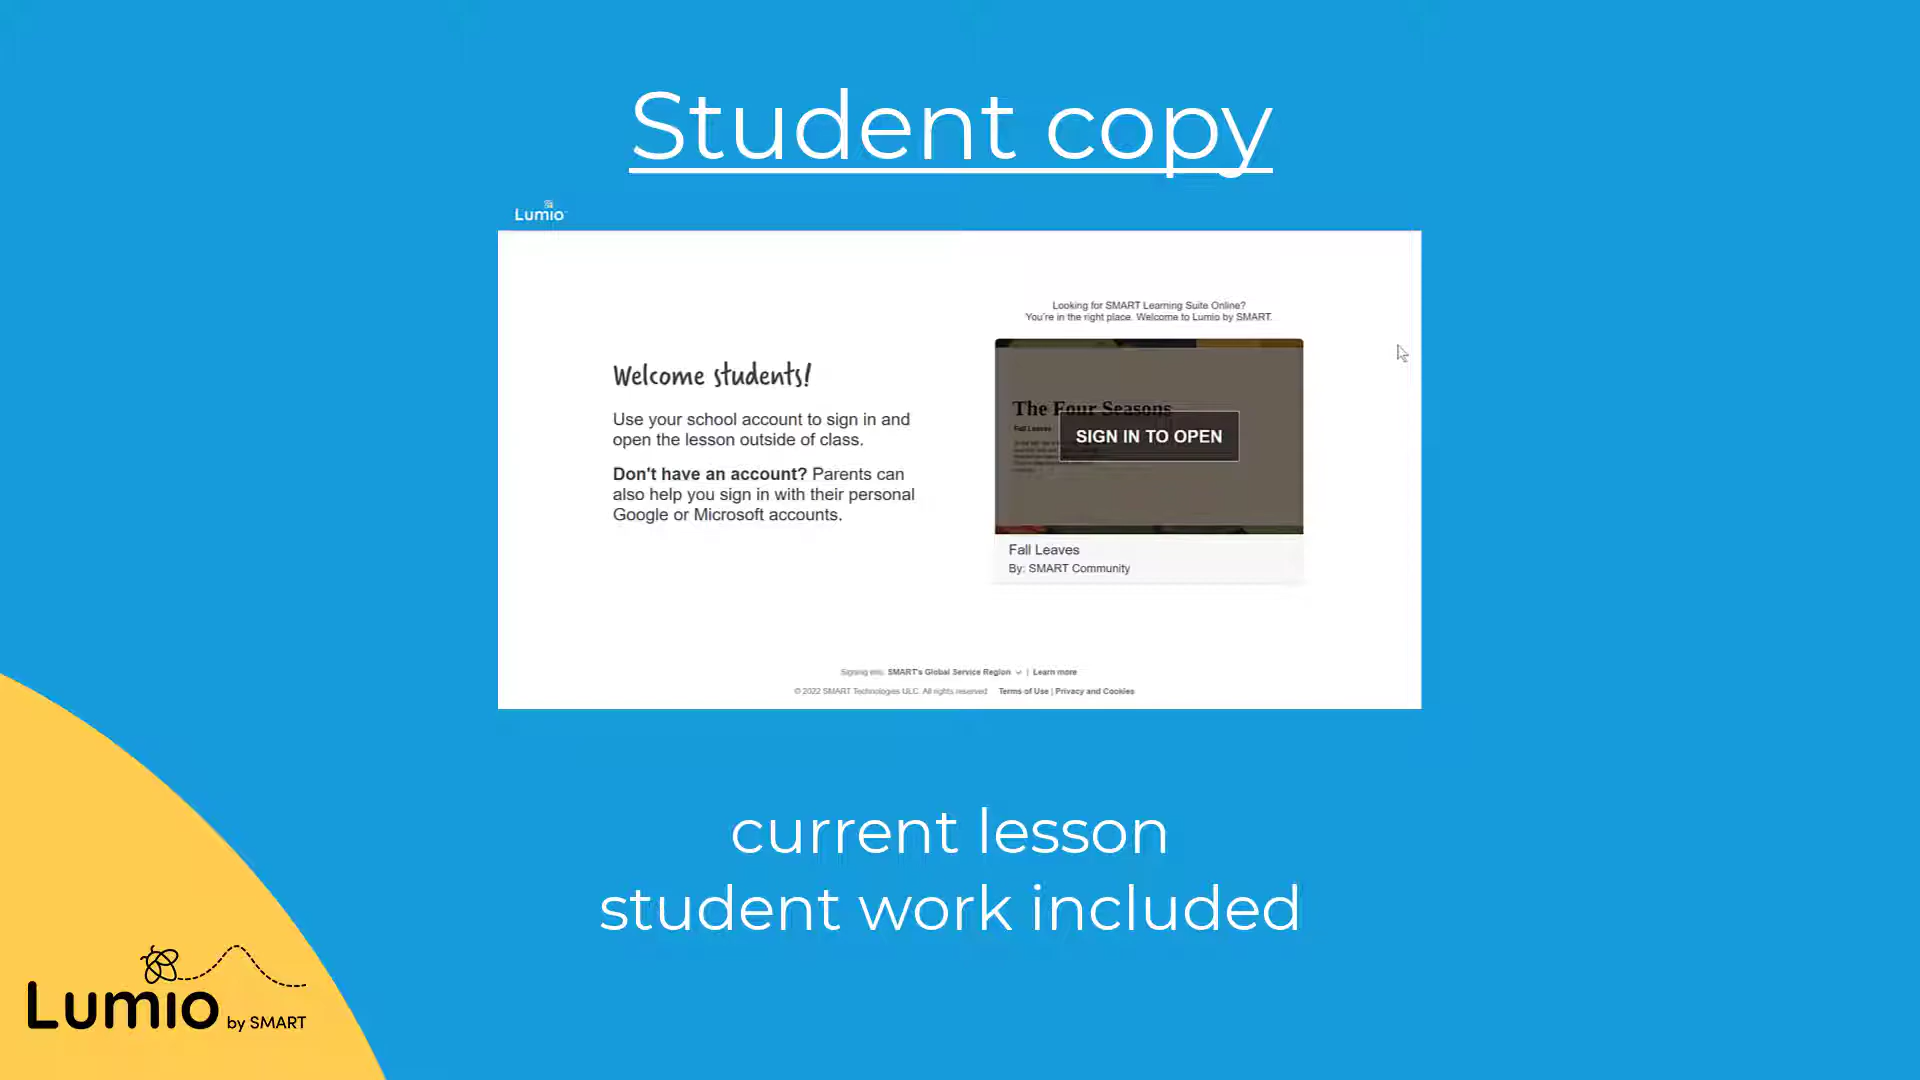 Student copy
Lumio
Looking for SMART Learning Suite Online?
You're in the right place. Welcome to Lumio by SMART.
Welcome students!
Use your school account to sign in and
open the lesson outside of class.
Don't have an account? Parents can
also help you sign in with their personal
Google or Microsoft accounts.
The Four Seasons
Fall Leaves
SIGN IN TO OPEN
Fall Leaves
By: SMART Community
Signing into: SMART's Global Service Region | Learn more
© 2022 SMART Technologies ULC. All rights reserved Terms of Use | Privacy and Cookies
current lesson
student work included
Lumio by SMART